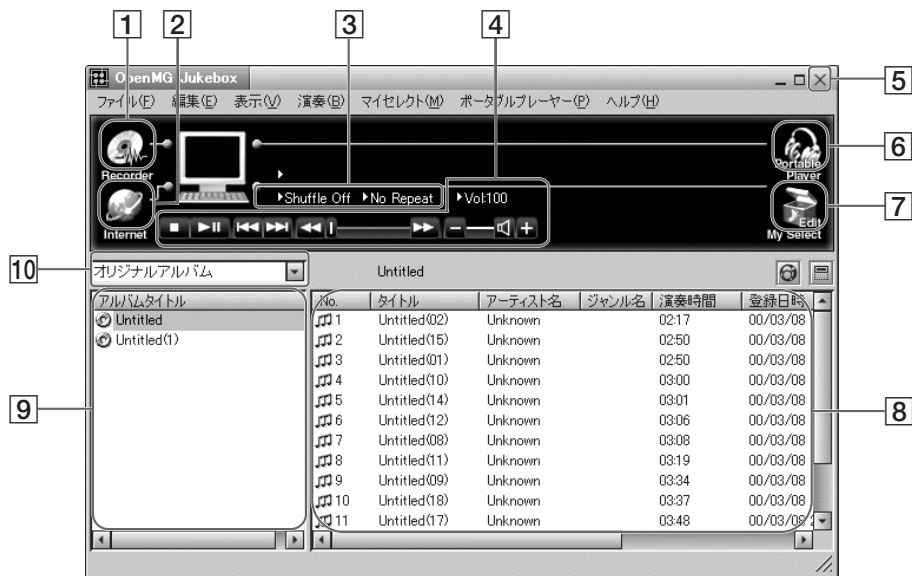 1 2 3 4
OpenMG Jukebox
5
ファイル(F) 編集(E) 表示(V) 演奏(B) マイセレクト(M) ポータブルプレーヤー(P) ヘルプ(H)
Recorder
Portable Player
6
Shuffle Off No Repeat Vol:100
Internet
Edit
My Select
7
10
オリジナルアルバム Untitled
アルバムタイトル
Untitled
Untitled(1)
9
No. タイトル アーティスト名 ジャンル名 演奏時間 登録日時
1 Untitled(02) Unknown 02:17 00/03/08
2 Untitled(15) Unknown 02:50 00/03/08
3 Untitled(01) Unknown 02:50 00/03/08
4 Untitled(10) Unknown 03:00 00/03/08
5 Untitled(14) Unknown 03:01 00/03/08
6 Untitled(12) Unknown 03:06 00/03/08
7 Untitled(08) Unknown 03:08 00/03/08
8 Untitled(11) Unknown 03:19 00/03/08
9 Untitled(09) Unknown 03:34 00/03/08
10 Untitled(18) Unknown 03:37 00/03/08
11 Untitled(17) Unknown 03:48 00/03/08
8